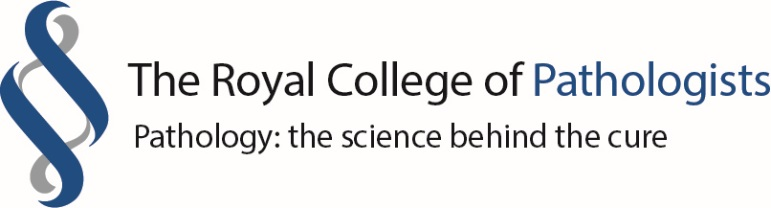 The Royal College of Pathologists
Pathology: the science behind the cure